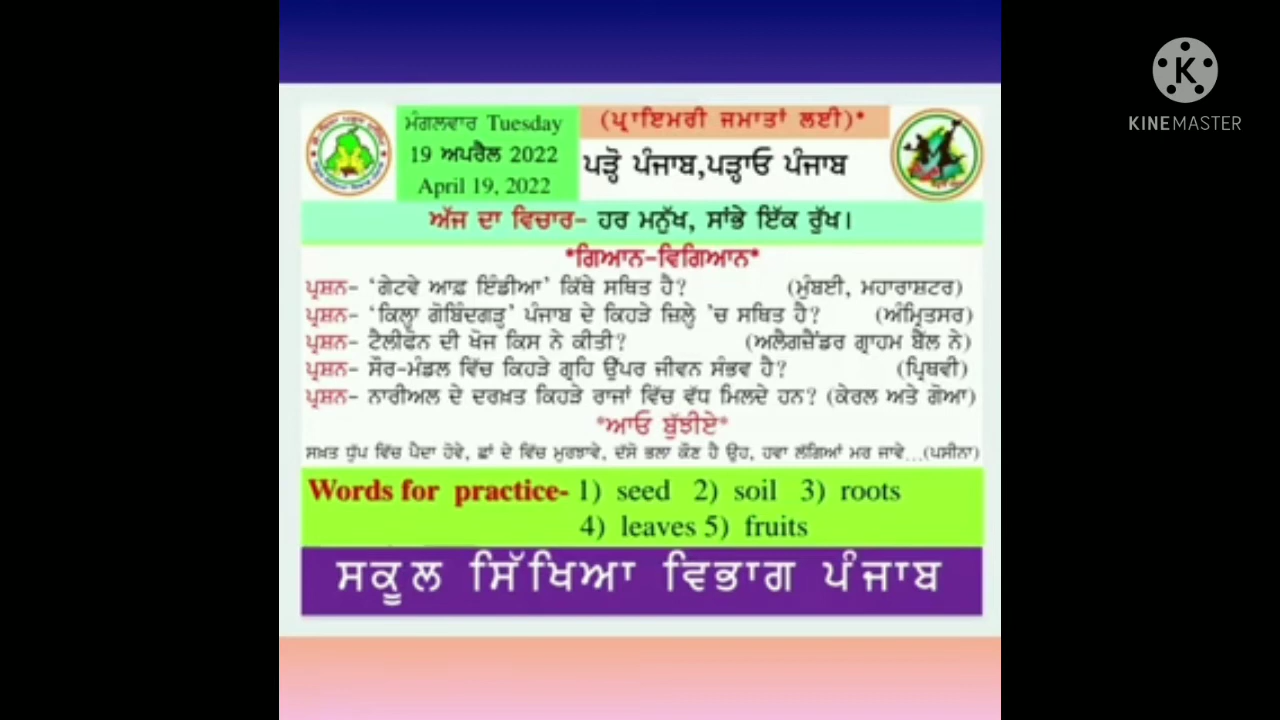 ਮੰਗਲਵਾਰ Tuesday
19 ਅਪਰੈਲ 2022
April 19, 2022
(ਪ੍ਰਾਇਮਰੀ ਜਮਾਤਾਂ ਲਈ)*
ਪੜ੍ਹੋ ਪੰਜਾਬ,ਪੜ੍ਹਾਓ ਪੰਜਾਬ
ਅੱਜ ਦਾ ਵਿਚਾਰ- ਹਰ ਮਨੁੱਖ, ਸਾਂਭੇ ਇੱਕ ਰੁੱਖ।
*ਗਿਆਨ-ਵਿਗਿਆਨ*
ਪ੍ਰਸ਼ਨ- ‘ਗੇਟਵੇ ਆਫ਼ ਇੰਡੀਆ’ ਕਿੱਥੇ ਸਥਿਤ ਹੈ? (ਮੁੰਬਈ, ਮਹਾਰਾਸ਼ਟਰ)
ਪ੍ਰਸ਼ਨ- ‘ਕਿਲ੍ਹਾ ਗੋਬਿੰਦਗੜ੍ਹ’ ਪੰਜਾਬ ਦੇ ਕਿਹੜੇ ਜ਼ਿਲ੍ਹੇ ’ਚ ਸਥਿਤ ਹੈ? (ਅੰਮ੍ਰਿਤਸਰ)
ਪ੍ਰਸ਼ਨ- ਟੈਲੀਫੋਨ ਦੀ ਖੋਜ ਕਿਸ ਨੇ ਕੀਤੀ? (ਅਲੈਗਜ਼ੈਂਡਰ ਗ੍ਰਾਹਮ ਬੈੱਲ ਨੇ)
ਪ੍ਰਸ਼ਨ- ਸੌਰ-ਮੰਡਲ ਵਿੱਚ ਕਿਹੜੇ ਗ੍ਰਹਿ ਉੱਪਰ ਜੀਵਨ ਸੰਭਵ ਹੈ? (ਪ੍ਰਿਥਵੀ)
ਪ੍ਰਸ਼ਨ- ਨਾਰੀਅਲ ਦੇ ਦਰਖ਼ਤ ਕਿਹੜੇ ਰਾਜਾਂ ਵਿੱਚ ਵੱਧ ਮਿਲਦੇ ਹਨ? (ਕੇਰਲ ਅਤੇ ਗੋਆ)
*ਆਓ ਬੁੱਝੀਏ*
ਸਖ਼ਤ ਧੁੱਪ ਵਿੱਚ ਪੈਦਾ ਹੋਵੇ, ਛਾਂ ਦੇ ਵਿੱਚ ਮੁਰਝਾਵੇ, ਦੱਸੋ ਭਲਾ ਕੌਣ ਹੈ ਉਹ, ਹਵਾ ਲੱਗਿਆਂ ਮਰ ਜਾਵੇ...(ਪਸੀਨਾ)
Words for practice- 1) seed 2) soil 3) roots
4) leaves 5) fruits
ਸਕੂਲ ਸਿੱਖਿਆ ਵਿਭਾਗ ਪੰਜਾਬ
K
KINEMASTER